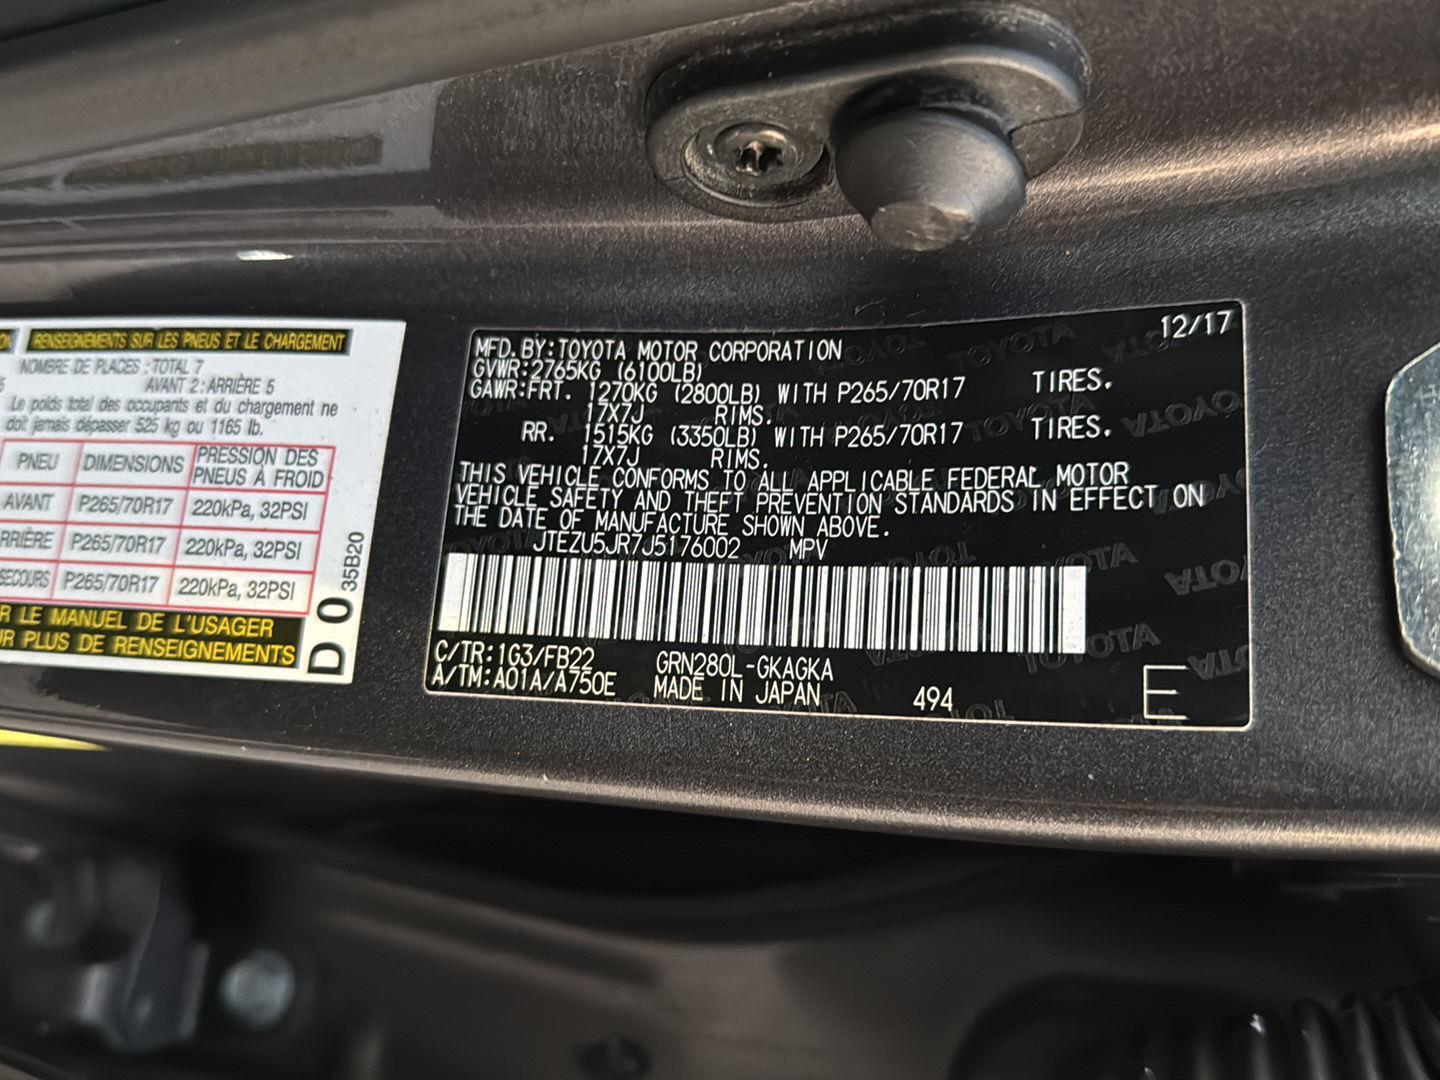 RENSEIGNEMENTS SUR LES PNEUS ET LE CHARGEMENT
NOMBRE DE PLACES : TOTAL 7
AVANT 2 : ARRIÈRE 5
Le poids total des occupants et du chargement ne
doit jamais dépasser 525 kg ou 1165 lb.
PNEU DIMENSIONS PRESSION DES PNEUS À FROID
AVANT P265/70R17 220kPa, 32PSI
RRIÈRE P265/70R17 220kPa, 32PSI
SECOURS P265/70R17 220kPa, 32PSI
R LE MANUEL DE L'USAGER
UR PLUS DE RENSEIGNEMENTS
D 0 35B20
12/17
MFD.BY:TOYOTA MOTOR CORPORATION
GVWR:2765KG (6100LB)
GAWR:FRT. 1270KG (2800LB) WITH P265/70R17 TIRES.
17X7J RIMS.
RR. 1515KG (3350LB) WITH P265/70R17 TIRES.
17X7J RIMS.
THIS VEHICLE CONFORMS TO ALL APPLICABLE FEDERAL MOTOR
VEHICLE SAFETY AND THEFT PREVENTION STANDARDS IN EFFECT ON
THE DATE OF MANUFACTURE SHOWN ABOVE.
JTEZU5JR7J5176002 MPV
C/TR:1G3/FB22 GRN280L-GKAGKA
A/TM:A01A/A750E MADE IN JAPAN 494 E